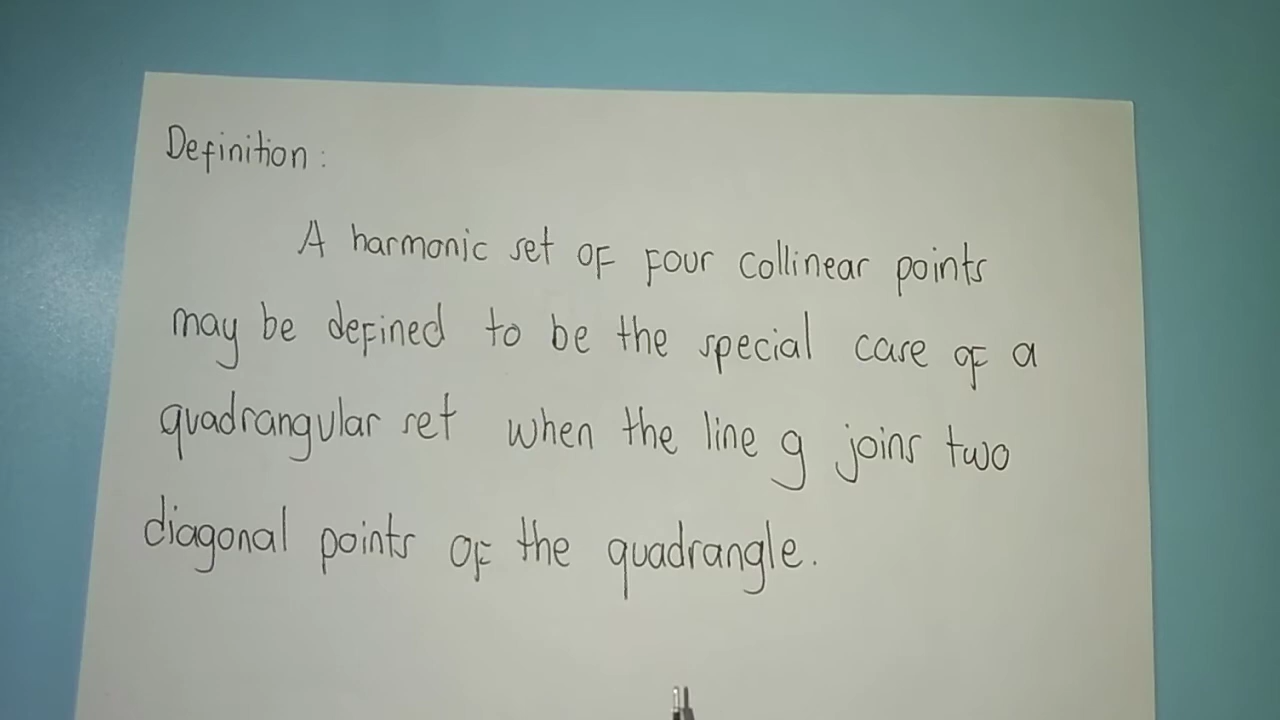 Definition:
A harmonic set of four collinear points
may be defined to be the special case of a
quadrangular set when the line g joins two
diagonal points of the quadrangle.